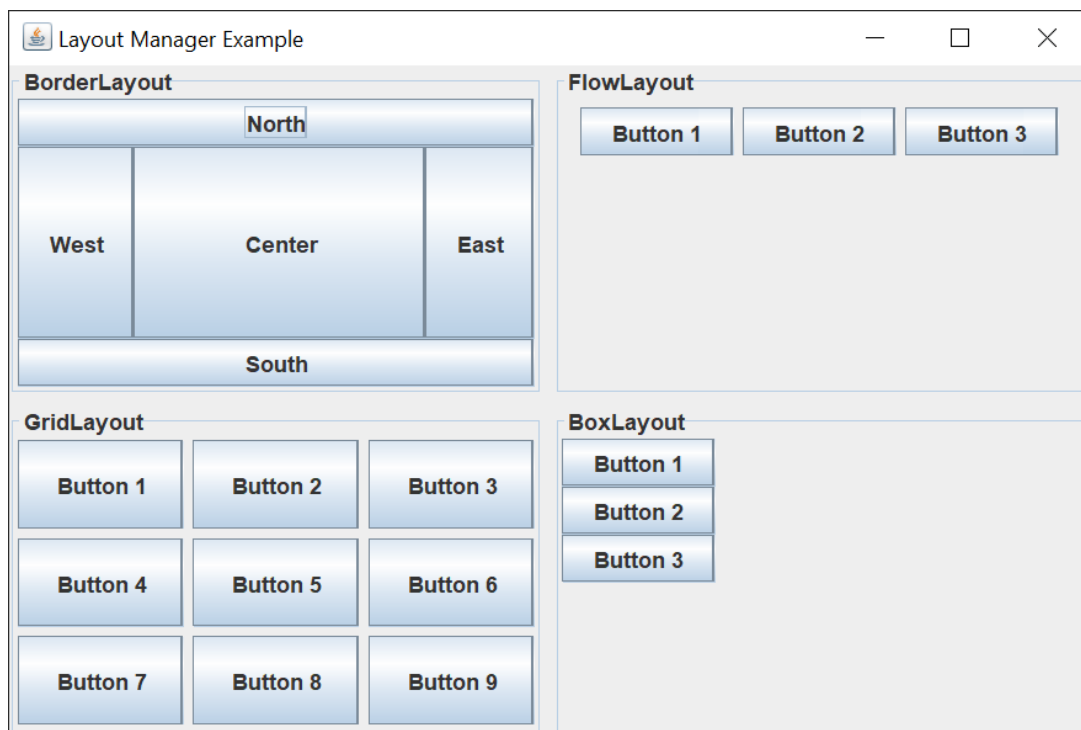 Layout Manager Example
BorderLayout
North
West Center East
South
FlowLayout
Button 1 Button 2 Button 3
GridLayout
Button 1 Button 2 Button 3
Button 4 Button 5 Button 6
Button 7 Button 8 Button 9
BoxLayout
Button 1
Button 2
Button 3